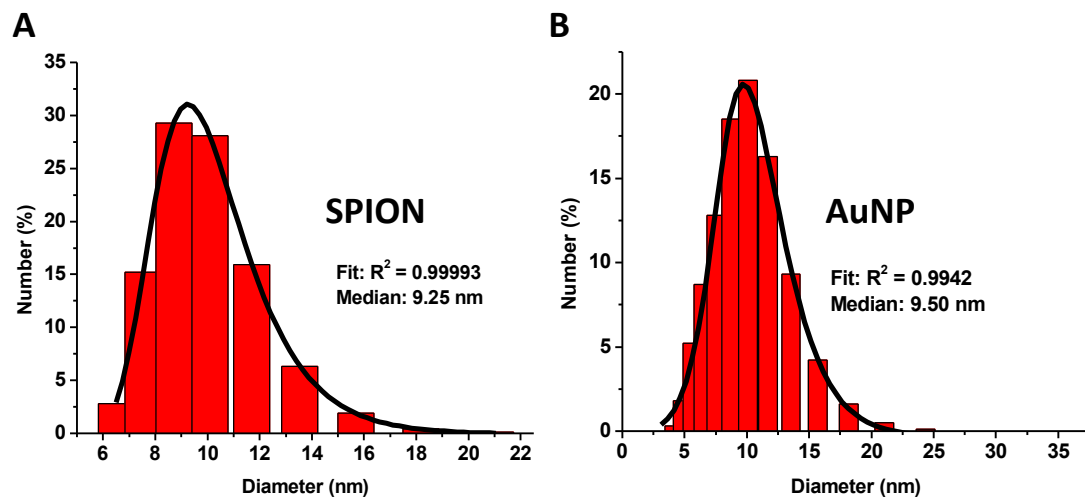 A
35
30
25
20
15
10
5
0
Number (%)
6 8 10 12 14 16 18 20 22
Diameter (nm)
SPION
Fit: R² = 0.99993
Median: 9.25 nm
B
20
15
10
5
0
Number (%)
0 5 10 15 20 25 30 35
Diameter (nm)
AuNP
Fit: R² = 0.9942
Median: 9.50 nm